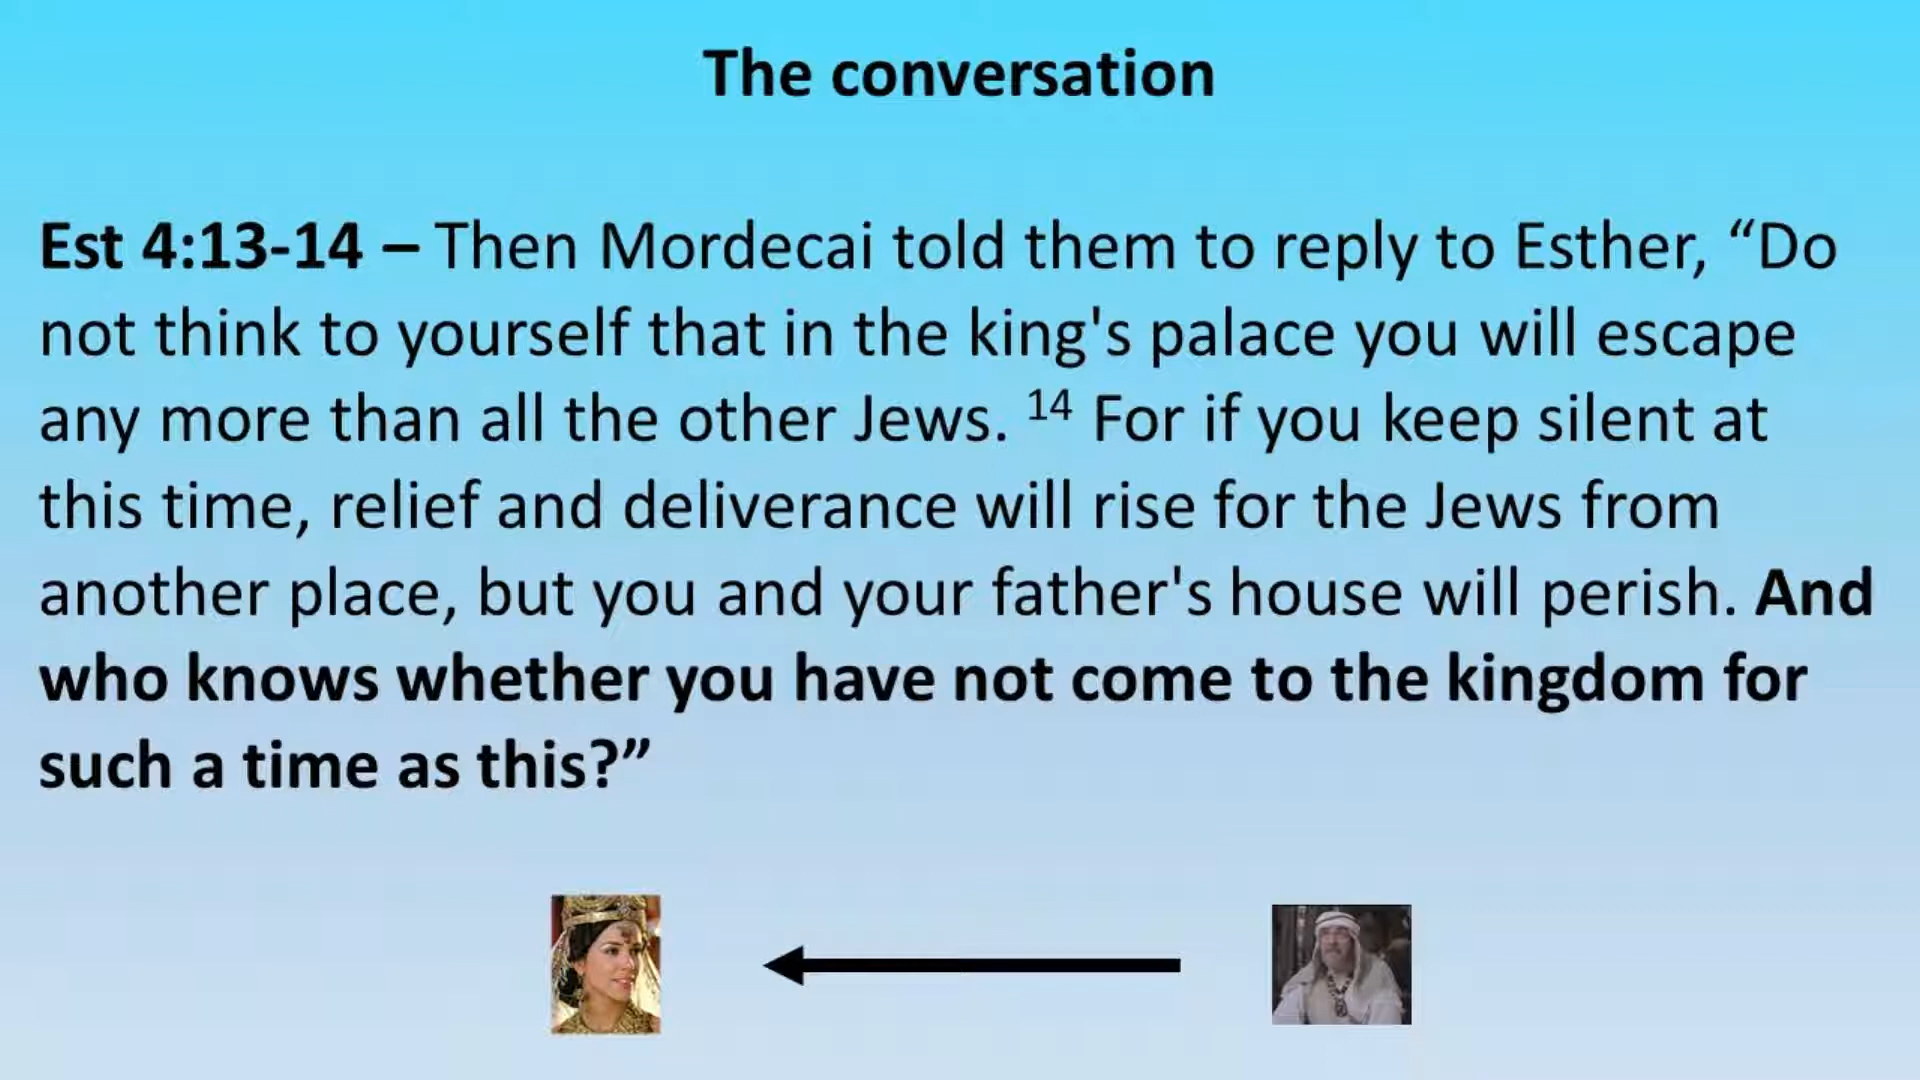 The conversation
Est 4:13-14 – Then Mordecai told them to reply to Esther, “Do
not think to yourself that in the king's palace you will escape
any more than all the other Jews. 14 For if you keep silent at
this time, relief and deliverance will rise for the Jews from
another place, but you and your father's house will perish. And
who knows whether you have not come to the kingdom for
such a time as this?”